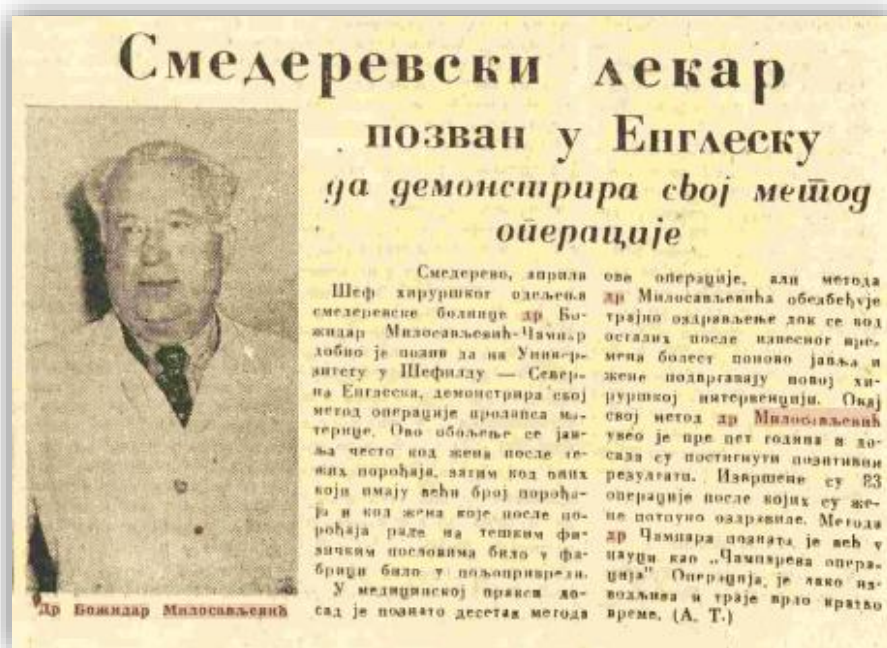 Смедеревски лекар
позван у Енглеску
да демонстрира свој метод
операције
Смедерево, априла
Шеф хируршког одељења
смедеревске болнице др Бо-
жидар Милосављевић-Чампар
добио је позив да на Универ-
зитету у Шефилду — Север-
на Енглеска, демонстрира свој
метод операције пролапса ма-
терице. Ово обољење се јав-
ља често код жена после те-
жих порођаја, затим код оних
који имају већи број порођа-
ја и код жена које после по-
рођаја раде на тешким фи-
зичким пословима било у фа-
брици било у пољопривреди.
У медицинској пракси до-
сад је познато десетак метода
ове операције, али метода
др Милосављевића обезбеђује
трајно оздрављење док се код
осталих после извесног вре-
мена болест поново јавља и
жене подвргавају новој хи-
руршкој интервенцији. Овај
свој метод др Милосављевић
увео је пре пет година и до-
сада су постигнути позитивни
резултати. Извршене су 23
операције после којих су же-
не потпуно оздравиле. Метода
др Чампара позната је већ у
науци као „Чампарева опера-
ција". Операција је лако из-
водљива и траје врло кратко
време. (А. Т.)
Др Божидар Милосављевић